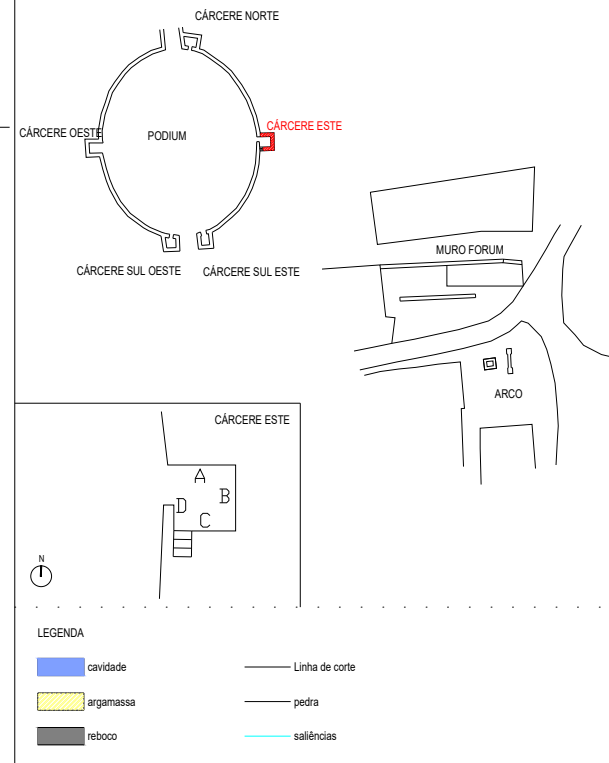 CÁRCERE NORTE
CÁRCERE ESTE
CÁRCERE OESTE
PODIUM
MURO FORUM
CÁRCERE SUL OESTE
CÁRCERE SUL ESTE
ARCO
CÁRCERE ESTE
A
B
D
C
N
LEGENDA
cavidade
Linha de corte
argamassa
pedra
reboco
saliências